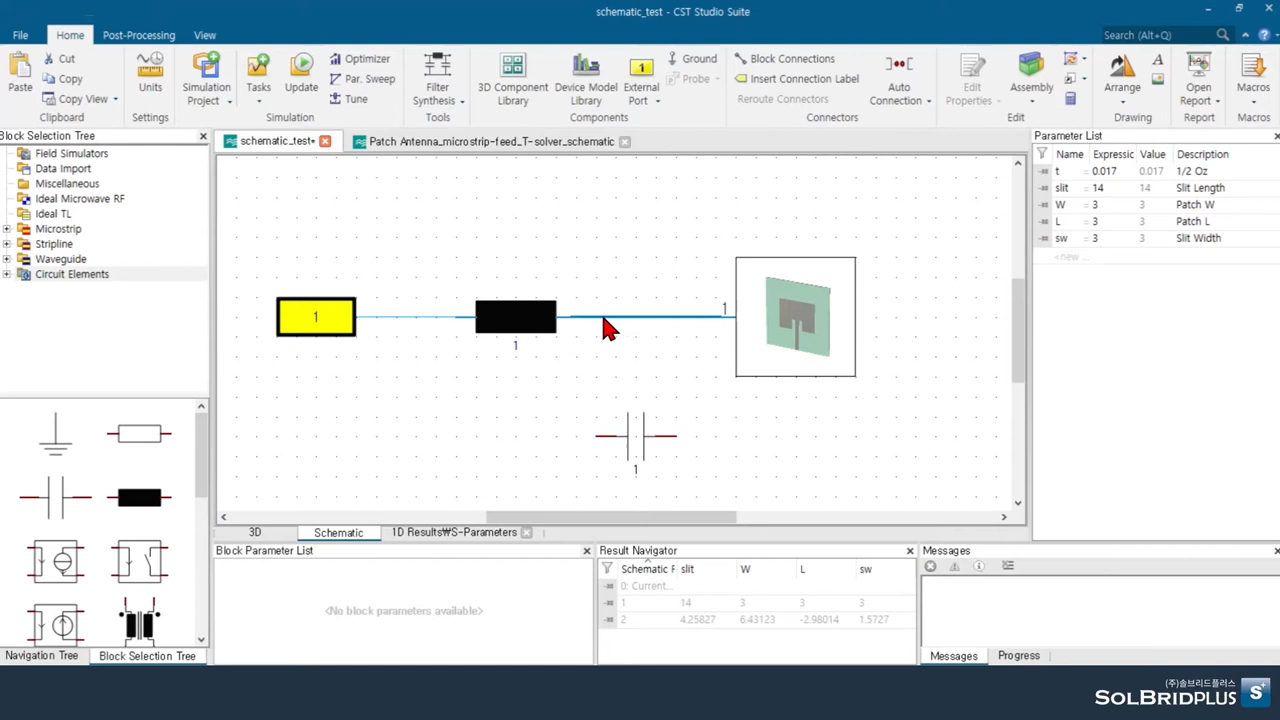 schematic_test - CST Studio Suite
File Home Post-Processing View Search (Alt+Q)
Paste Cut Copy Copy View Clipboard
Units Settings
Simulation Project Tasks Update Optimizer Par. Sweep Tune Simulation
Filter Synthesis Tools
3D Component Library Device Model Library External Port Ground Probe Components
Block Connections Insert Connection Label Reroute Connectors Auto Connection Connectors
Edit Properties Assembly Edit
Arrange A Drawing
Open Report Report
Macros Macros
Block Selection Tree
schematic_test*
Patch Antenna_microstrip-feed_T-solver_schematic
Parameter List
Field Simulators
Data Import
Miscellaneous
Ideal Microwave RF
Ideal TL
Microstrip
Stripline
Waveguide
Circuit Elements
Name Expressic Value Description
t = 0.017 0.017 1/2 Oz
slit = 14 14 Slit Length
W = 3 3 Patch W
L = 3 3 Patch L
sw = 3 3 Slit Width
<new ...
1
1
1
1
1
3D Schematic 1D Results₩S-Parameters
Block Parameter List
<No block parameters available>
Result Navigator
Schematic F slit W L sw
0: Current...
1 14 3 3 3
2 4.25827 6.43123 -2.98014 1.5727
Messages
Navigation Tree Block Selection Tree
Messages Progress
(주)솔브리드플러스
SOLBRIDPLUS S+